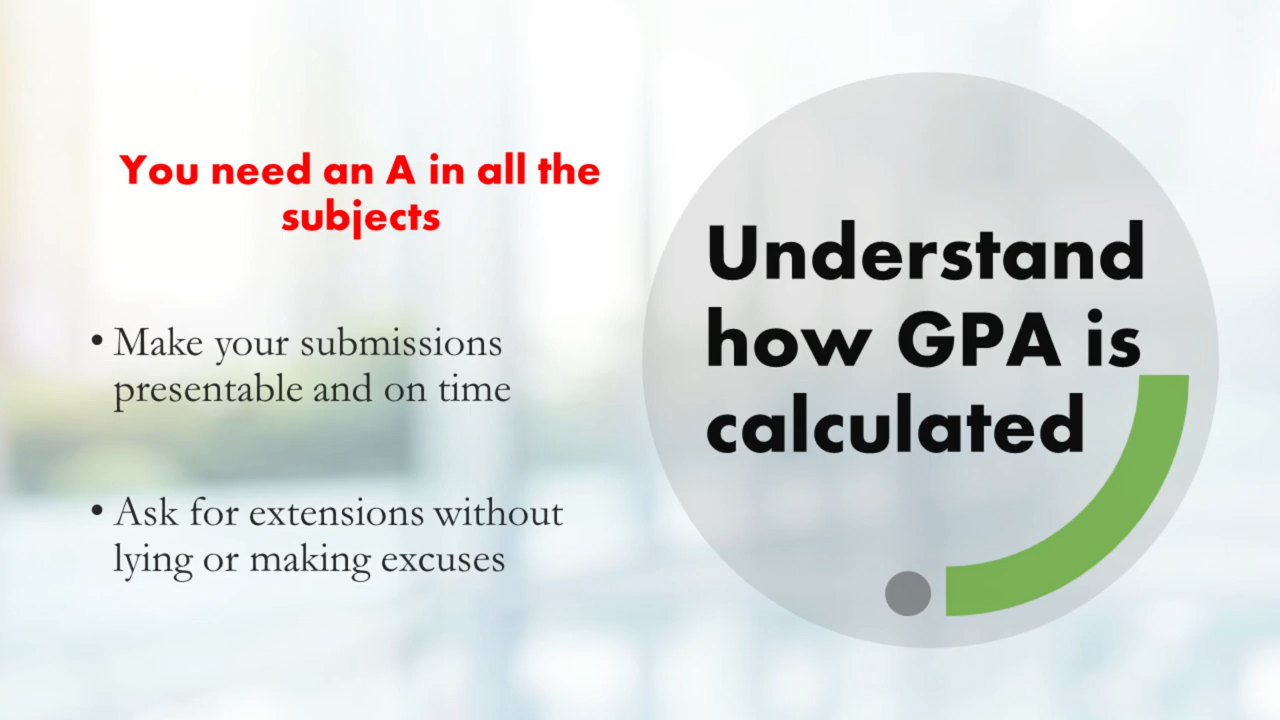 You need an A in all the
subjects
• Make your submissions
presentable and on time
• Ask for extensions without
lying or making excuses
Understand
how GPA is
calculated